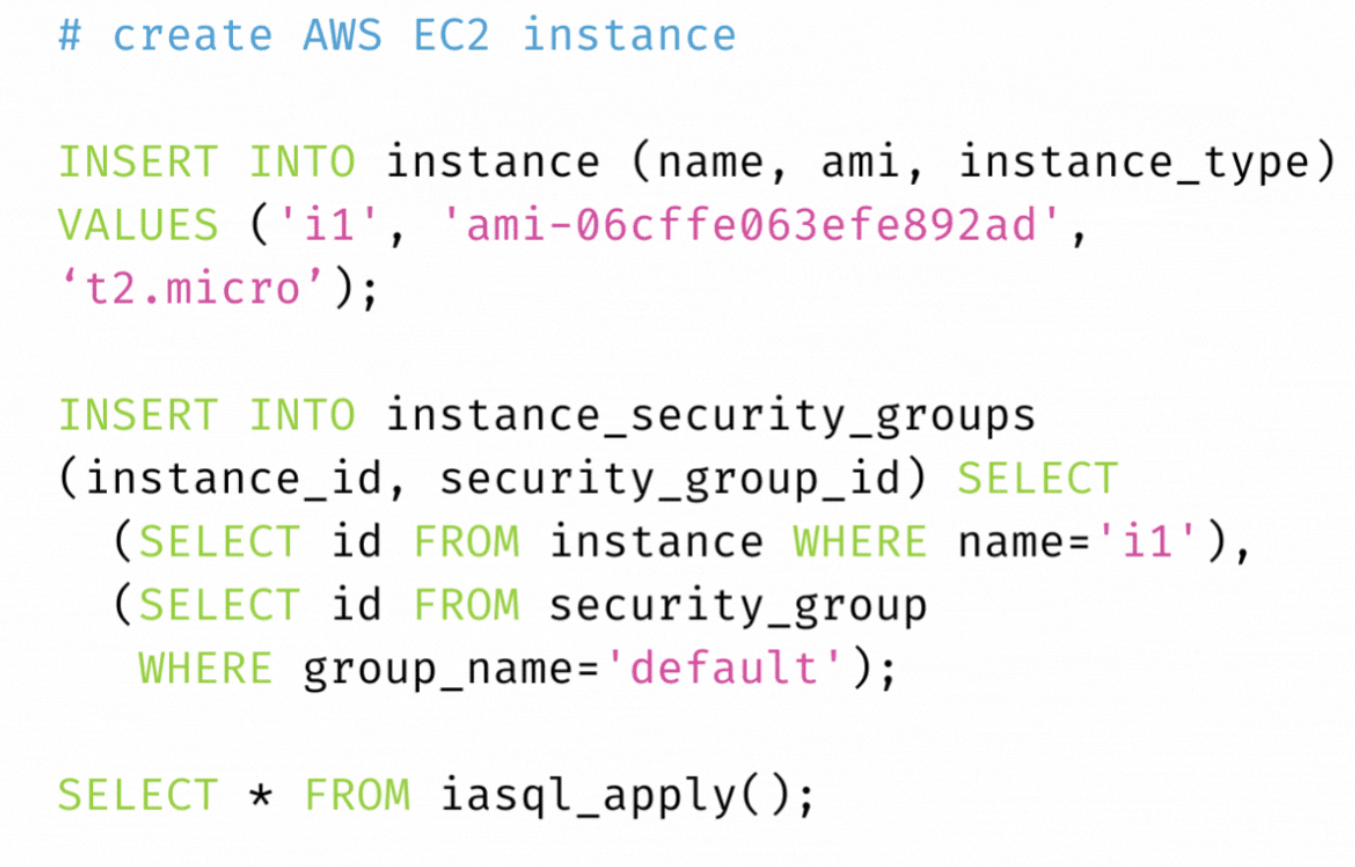 # create AWS EC2 instance
INSERT INTO instance (name, ami, instance_type)
VALUES ('i1', 'ami-06cffe063efe892ad',
‘t2.micro’);
INSERT INTO instance_security_groups
(instance_id, security_group_id) SELECT
(SELECT id FROM instance WHERE name='i1'),
(SELECT id FROM security_group
WHERE group_name='default');
SELECT * FROM iasql_apply();